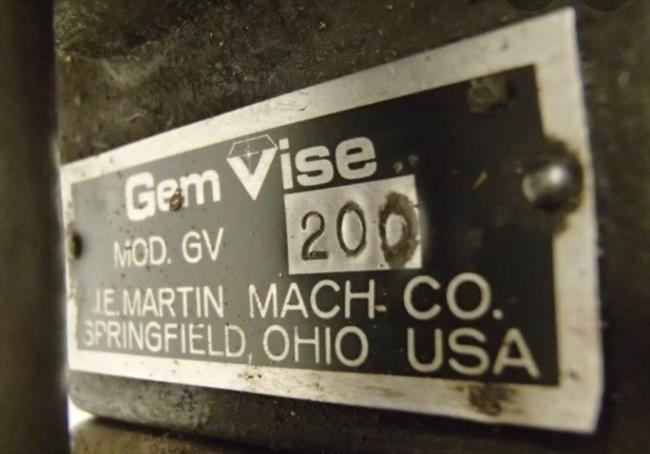 Gem Vise
MOD. GV 200
J.E. MARTIN MACH. CO.
SPRINGFIELD, OHIO USA